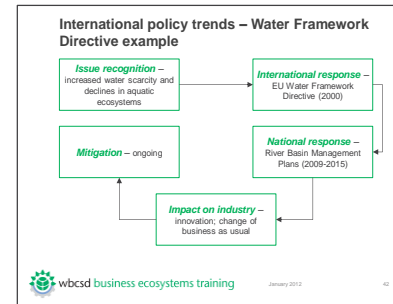 International policy trends – Water Framework
Directive example
Issue recognition –
increased water scarcity and
declines in aquatic
ecosystems
International response –
EU Water Framework
Directive (2000)
Mitigation – ongoing
National response –
River Basin Management
Plans (2009-2015)
Impact on industry –
innovation; change of
business as usual
wbcsd business ecosystems training
January 2012
42